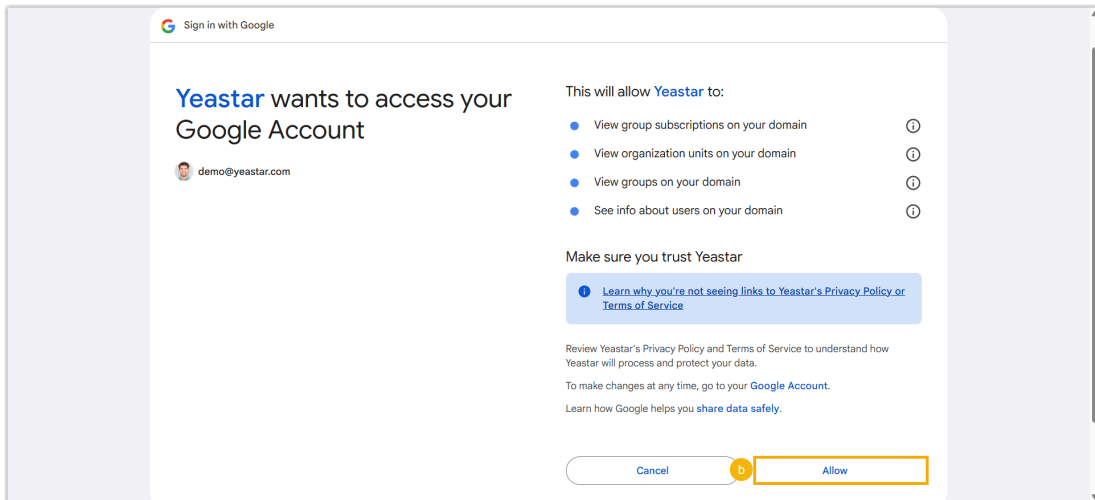 Sign in with Google
Yeastar wants to access your
Google Account
demo@yeastar.com
This will allow Yeastar to:
View group subscriptions on your domain
View organization units on your domain
View groups on your domain
See info about users on your domain
Make sure you trust Yeastar
Learn why you're not seeing links to Yeastar's Privacy Policy or
Terms of Service
Review Yeastar's Privacy Policy and Terms of Service to understand how
Yeastar will process and protect your data.
To make changes at any time, go to your Google Account.
Learn how Google helps you share data safely.
Cancel
b
Allow